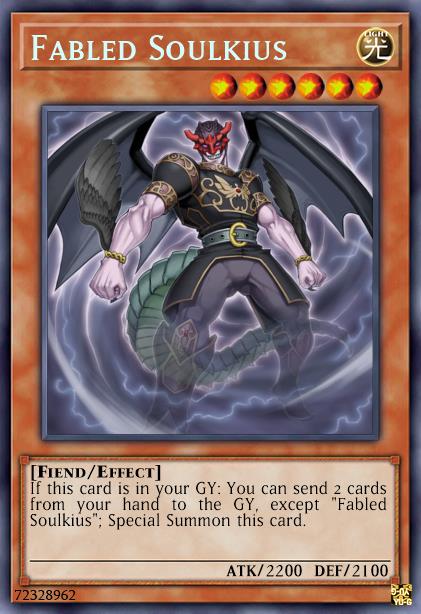 Fabled Soulkius
LIGHT
光
[Fiend/Effect]
If this card is in your GY: You can send 2 cards
from your hand to the GY, except "Fabled
Soulkius"; Special Summon this card.
ATK/2200 DEF/2100
72328962